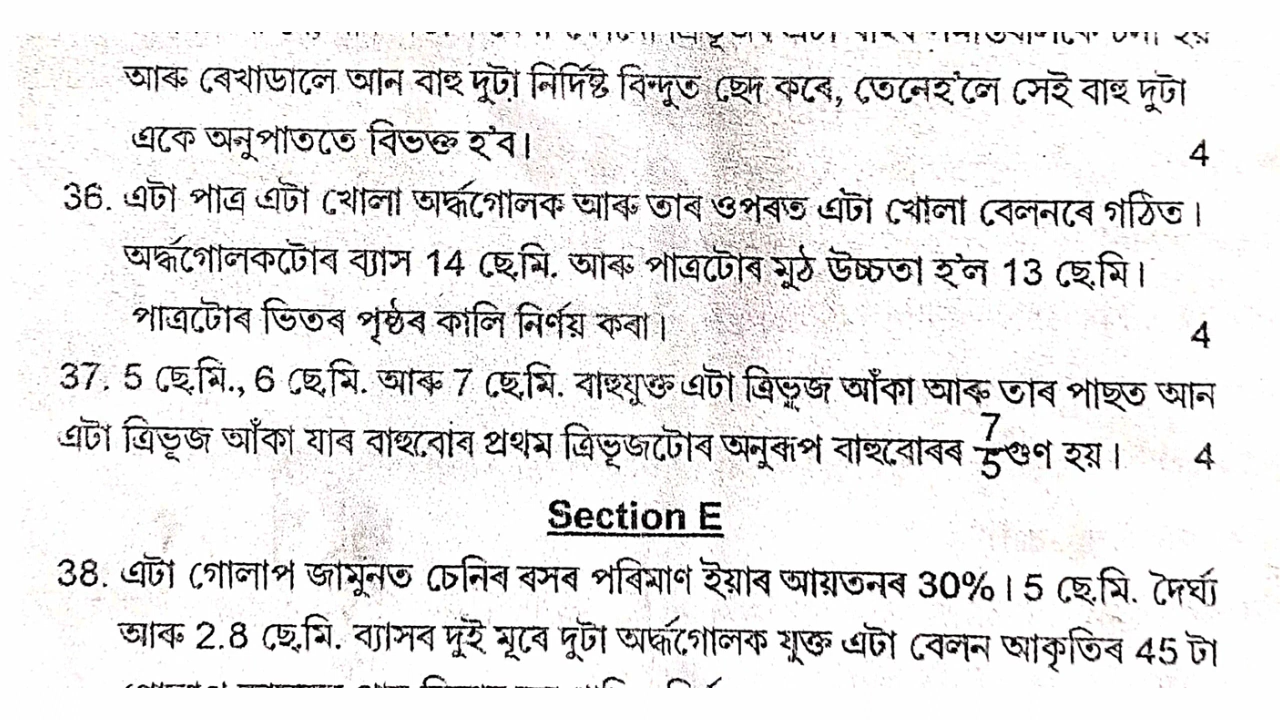 আৰু ৰেখাডালে আন বাহু দুটা নিৰ্দিষ্ট বিন্দুত ছেদ কৰে, তেনেহ'লে সেই বাহু দুটা
একে অনুপাততে বিভক্ত হ'ব। 4
36. এটা পাত্ৰ এটা খোলা অৰ্দ্ধগোলক আৰু তাৰ ওপৰত এটা খোলা বেলনৰে গঠিত।
অৰ্দ্ধগোলকটোৰ ব্যাস 14 ছে.মি. আৰু পাত্ৰটোৰ মুঠ উচ্চতা হ'ল 13 ছে.মি।
পাত্ৰটোৰ ভিতৰ পৃষ্ঠৰ কালি নিৰ্ণয় কৰা। 4
37. 5 ছে.মি., 6 ছে.মি. আৰু 7 ছে.মি. বাহুযুক্ত এটা ত্ৰিভূজ আঁকা আৰু তাৰ পাছত আন
এটা ত্ৰিভূজ আঁকা যাৰ বাহুবোৰ প্ৰথম ত্ৰিভূজটোৰ অনুৰূপ বাহুবোৰৰ 7/5 গুণ হয়। 4
Section E
38. এটা গোলাপ জামুনত চেনিৰ ৰসৰ পৰিমাণ ইয়াৰ আয়তনৰ 30%। 5 ছে.মি. দৈৰ্ঘ্য
আৰু 2.8 ছে.মি. ব্যাসৰ দুই মূৰে দুটা অৰ্দ্ধগোলক যুক্ত এটা বেলন আকৃতিৰ 45 টা